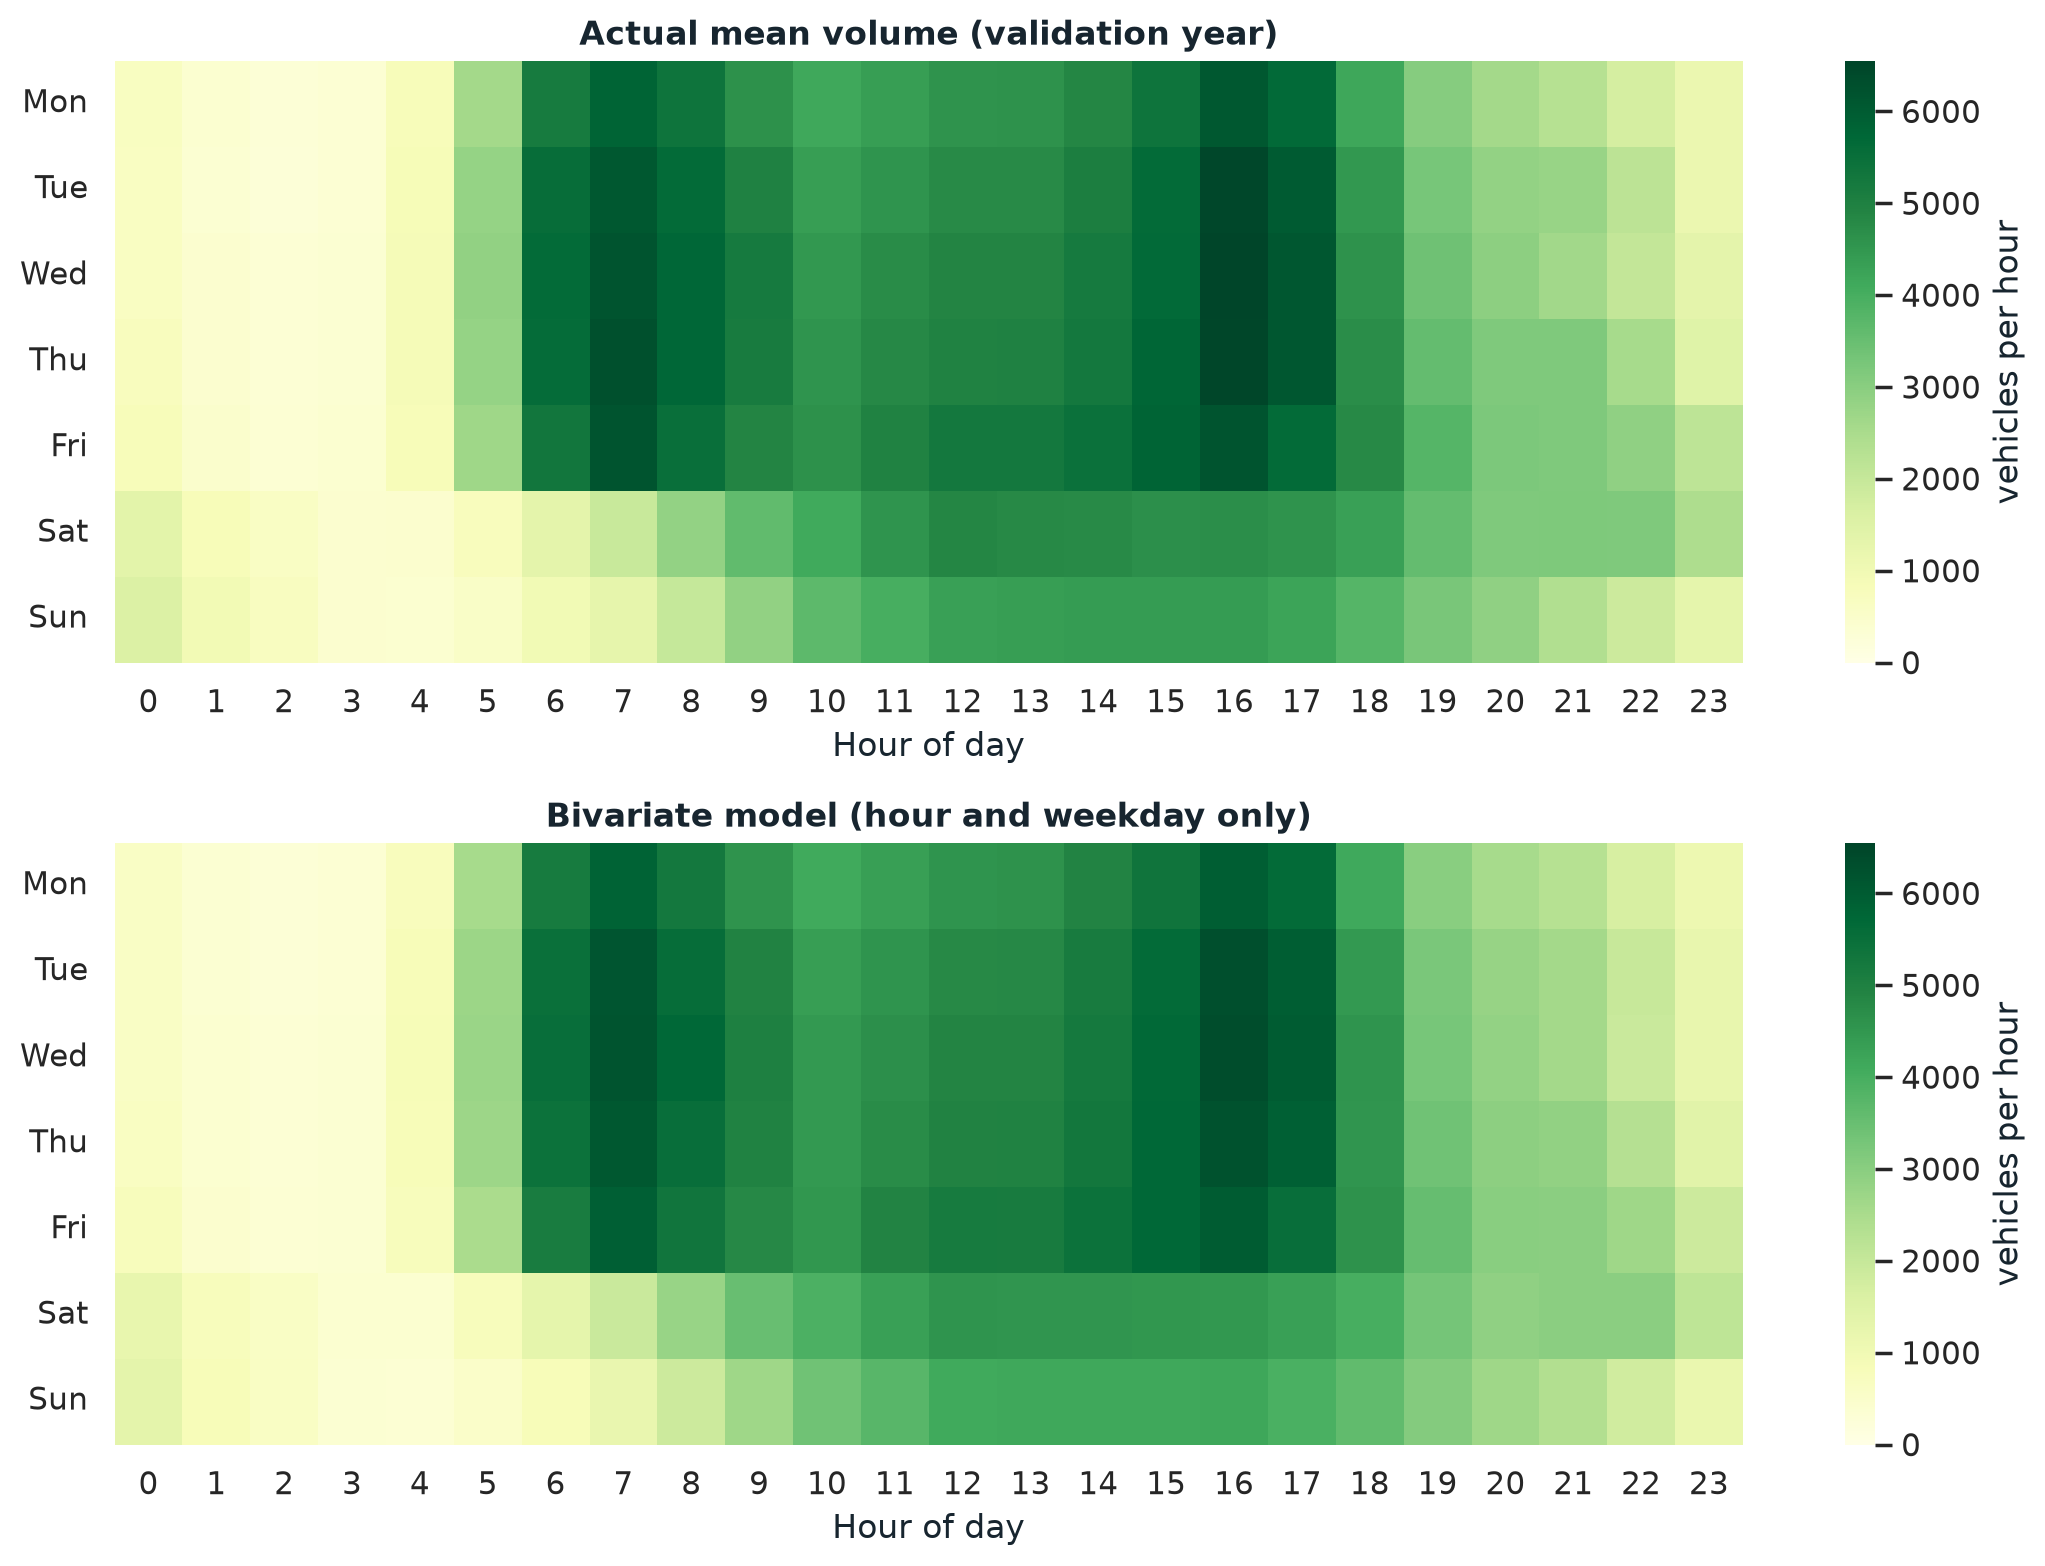 Actual mean volume (validation year)
Mon
Tue
Wed
Thu
Fri
Sat
Sun
0 1 2 3 4 5 6 7 8 9 10 11 12 13 14 15 16 17 18 19 20 21 22 23
Hour of day
6000
5000
4000
3000
2000
1000
0
vehicles per hour
Bivariate model (hour and weekday only)
Mon
Tue
Wed
Thu
Fri
Sat
Sun
0 1 2 3 4 5 6 7 8 9 10 11 12 13 14 15 16 17 18 19 20 21 22 23
Hour of day
6000
5000
4000
3000
2000
1000
0
vehicles per hour